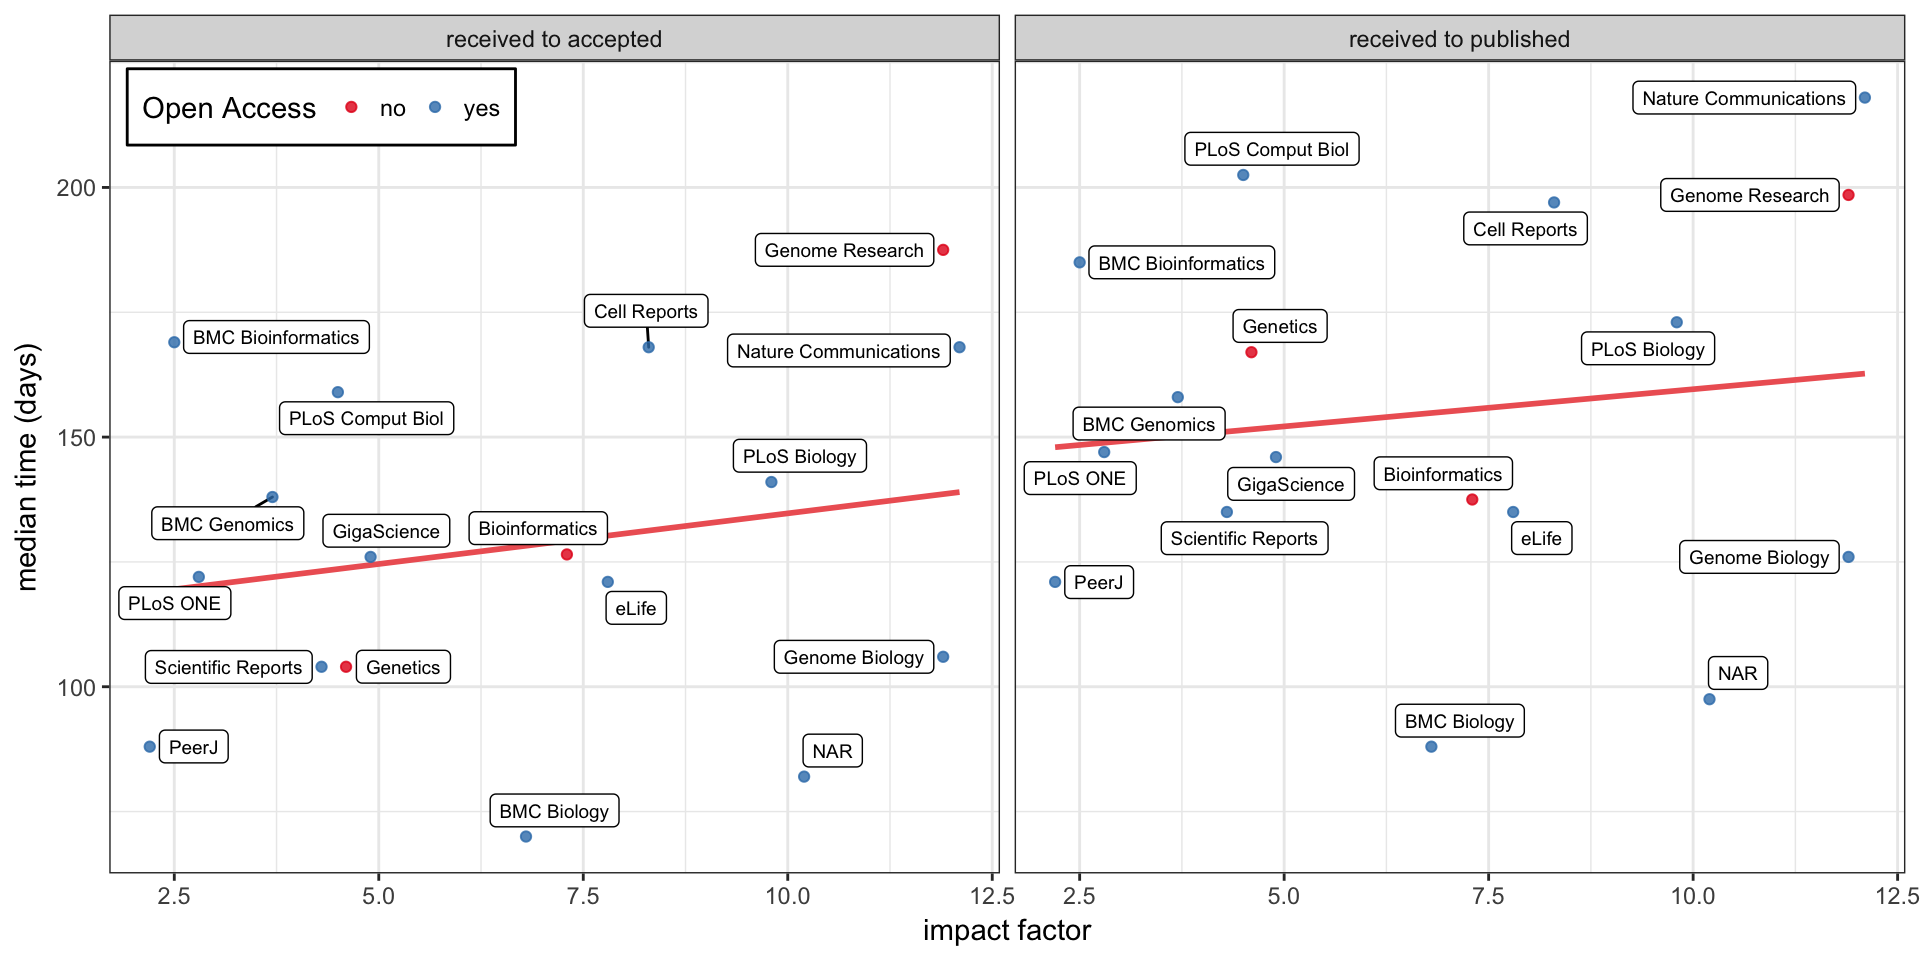 received to accepted
received to published
Open Access no yes
Genome Research
Cell Reports
BMC Bioinformatics
Nature Communications
PLoS Comput Biol
PLoS Biology
BMC Genomics
GigaScience
Bioinformatics
PLoS ONE
eLife
Scientific Reports
Genetics
Genome Biology
PeerJ
NAR
BMC Biology
Nature Communications
PLoS Comput Biol
Genome Research
Cell Reports
BMC Bioinformatics
Genetics
PLoS Biology
BMC Genomics
PLoS ONE
GigaScience
Bioinformatics
Scientific Reports
eLife
Genome Biology
PeerJ
NAR
BMC Biology
200
150
100
median time (days)
2.5 5.0 7.5 10.0 12.5
2.5 5.0 7.5 10.0 12.5
impact factor